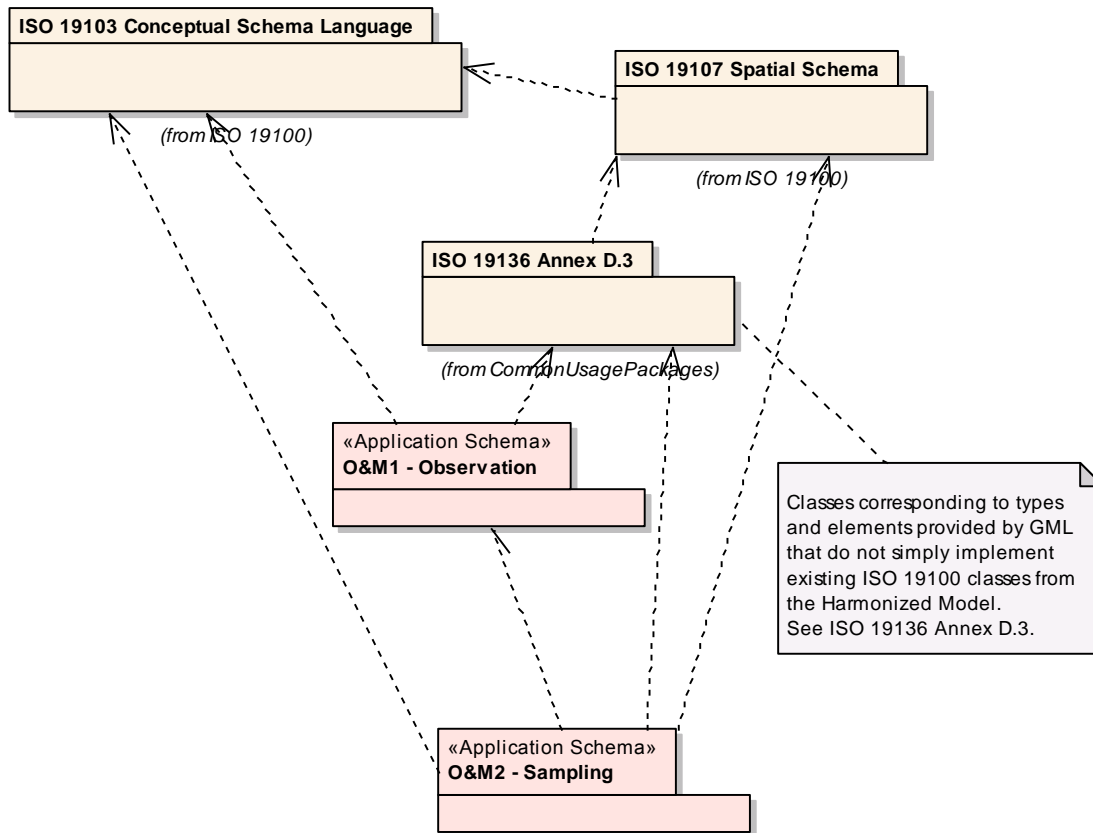 ISO 19103 Conceptual Schema Language
ISO 19107 Spatial Schema
(from ISO 19100)
(from ISO 19100)
ISO 19136 Annex D.3
(from CommonUsagePackages)
«Application Schema»
O&M1 - Observation
Classes corresponding to types
and elements provided by GML
that do not simply implement
existing ISO 19100 classes from
the Harmonized Model.
See ISO 19136 Annex D.3.
«Application Schema»
O&M2 - Sampling